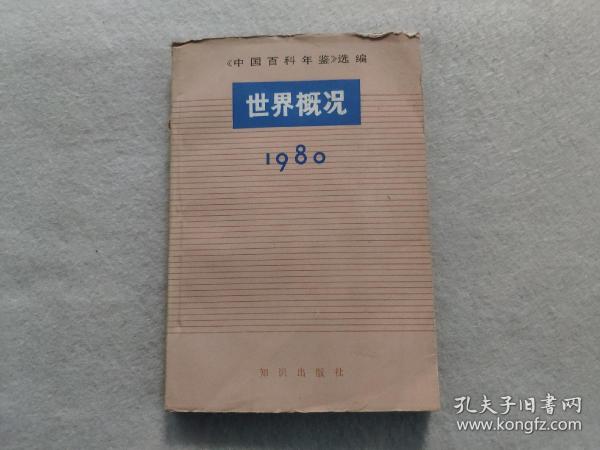 《中国百科年鉴》选编
世界概况
1980
知识出版社
孔夫子旧书网
www.kongfz.com